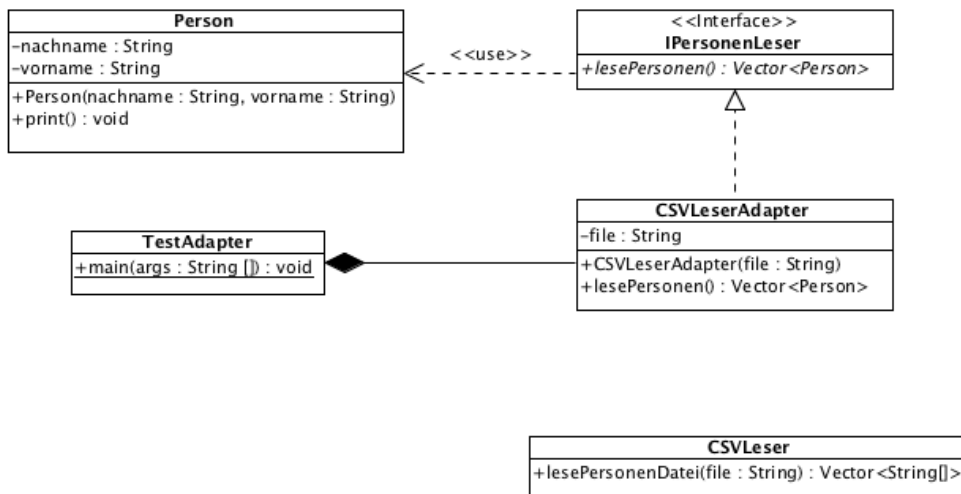 Person
-nachname : String
-vorname : String
+Person(nachname : String, vorname : String)
+print() : void
<<use>>
<<Interface>>
IPersonenLeser
+lesePersonen() : Vector<Person>
TestAdapter
+main(args : String []) : void
CSVLeserAdapter
-file : String
+CSVLeserAdapter(file : String)
+lesePersonen() : Vector<Person>
CSVLeser
+lesePersonenDatei(file : String) : Vector<String[]>